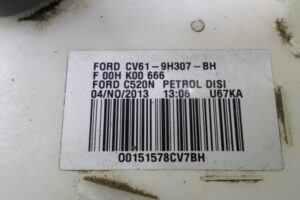 FORD CV61-9H307-BH
F 00H K00 666
FORD C520N PETROL DISI
04/NO/2013 13:06 U67KA
00151578CV7BH